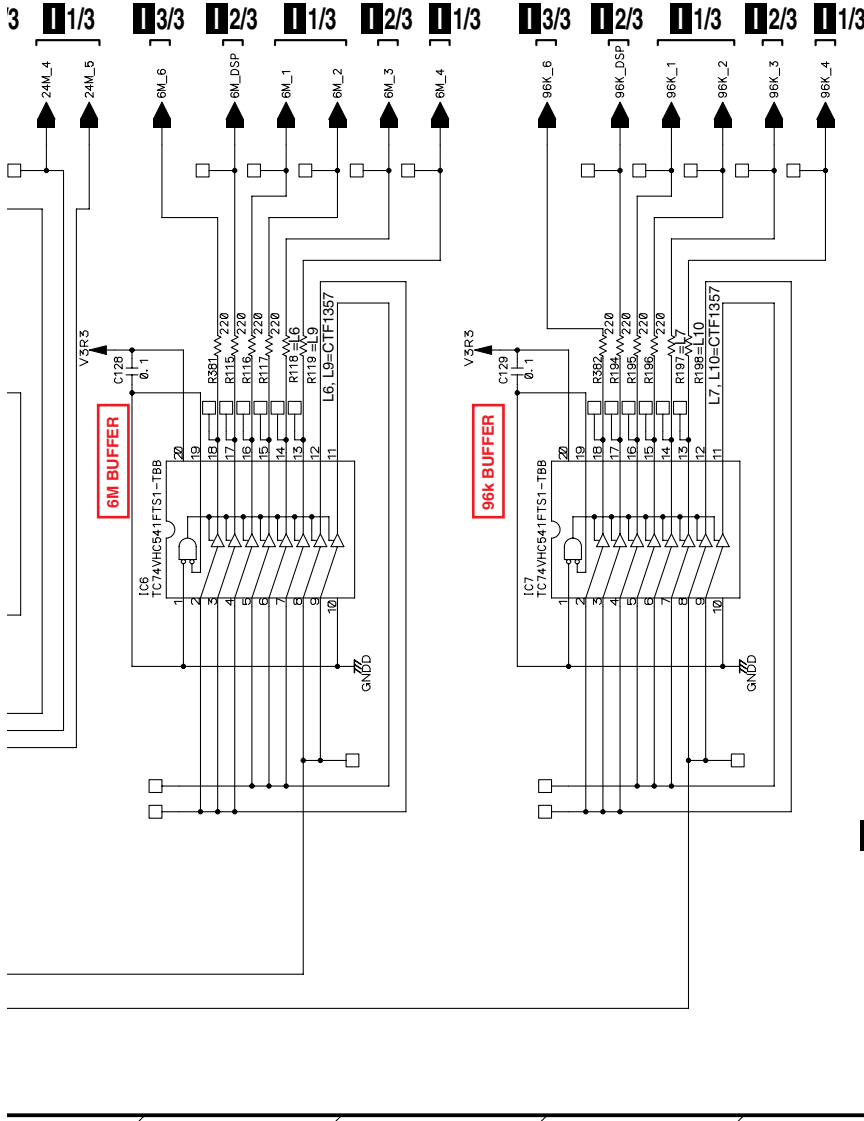 /3
I 1/3
I 3/3
I 2/3
I 1/3
I 2/3
I 1/3
I 3/3
I 2/3
I 1/3
I 2/3
I 1/3
24M_4
24M_5
6M_6
6M_DSP
6M_1
6M_2
6M_3
6M_4
96K_6
96K_DSP
96K_1
96K_2
96K_3
96K_4
V3R3
C128
0.1
R381
220
R115
220
R116
220
R117
220
R118=L6
R119=L9
L6, L9=CTF1357
6M BUFFER
20
19
18
17
16
15
14
13
12
11
IC6
TC74VHC541FTS1-TBB
1
2
3
4
5
6
7
8
9
10
GNDD
V3R3
C129
0.1
R382
220
R194
220
R195
220
R196
220
R197=L7
R198=L10
L7, L10=CTF1357
96k BUFFER
20
19
18
17
16
15
14
13
12
11
IC7
TC74VHC541FTS1-TBB
1
2
3
4
5
6
7
8
9
10
GNDD